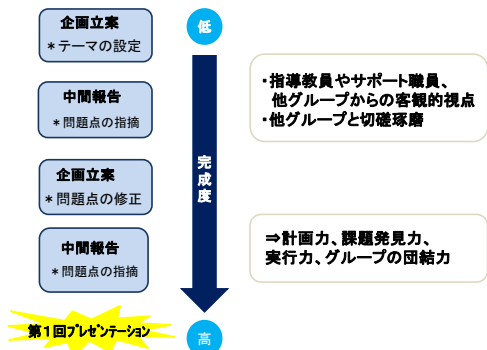 企画立案
＊テーマの設定
中間報告
＊問題点の指摘
企画立案
＊問題点の修正
中間報告
＊問題点の指摘
第１回プレゼンテーション
低
完成度
高
・指導教員やサポート職員、
他グループからの客観的視点
・他グループと切磋琢磨
⇒計画力、課題発見力、
実行力、グループの団結力